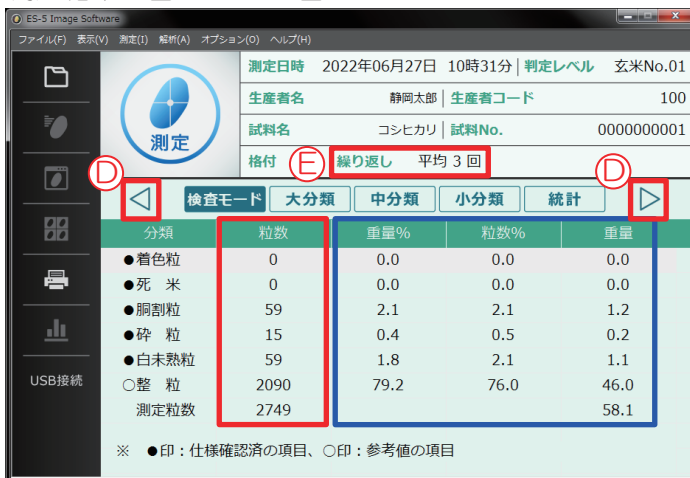 ES-5 Image Software
ファイル(F) 表示(V) 測定(I) 解析(A) オプション(O) ヘルプ(H)
測定日時 2022年06月27日 10時31分 判定レベル 玄米No.01
生産者名 静岡太郎 生産者コード 100
試料名 コシヒカリ 試料No. 0000000001
格付 Ⓔ 繰り返し 平均 3 回
測定
Ⓓ Ⓓ
検査モード 大分類 中分類 小分類 統計
分類 粒数 重量% 粒数% 重量
●着色粒 0 0.0 0.0 0.0
●死 米 0 0.0 0.0 0.0
●胴割粒 59 2.1 2.1 1.2
●砕 粒 15 0.4 0.5 0.2
●白未熟粒 59 1.8 2.1 1.1
○整 粒 2090 79.2 76.0 46.0
測定粒数 2749 58.1
USB接続
※ ●印：仕様確認済の項目、○印：参考値の項目